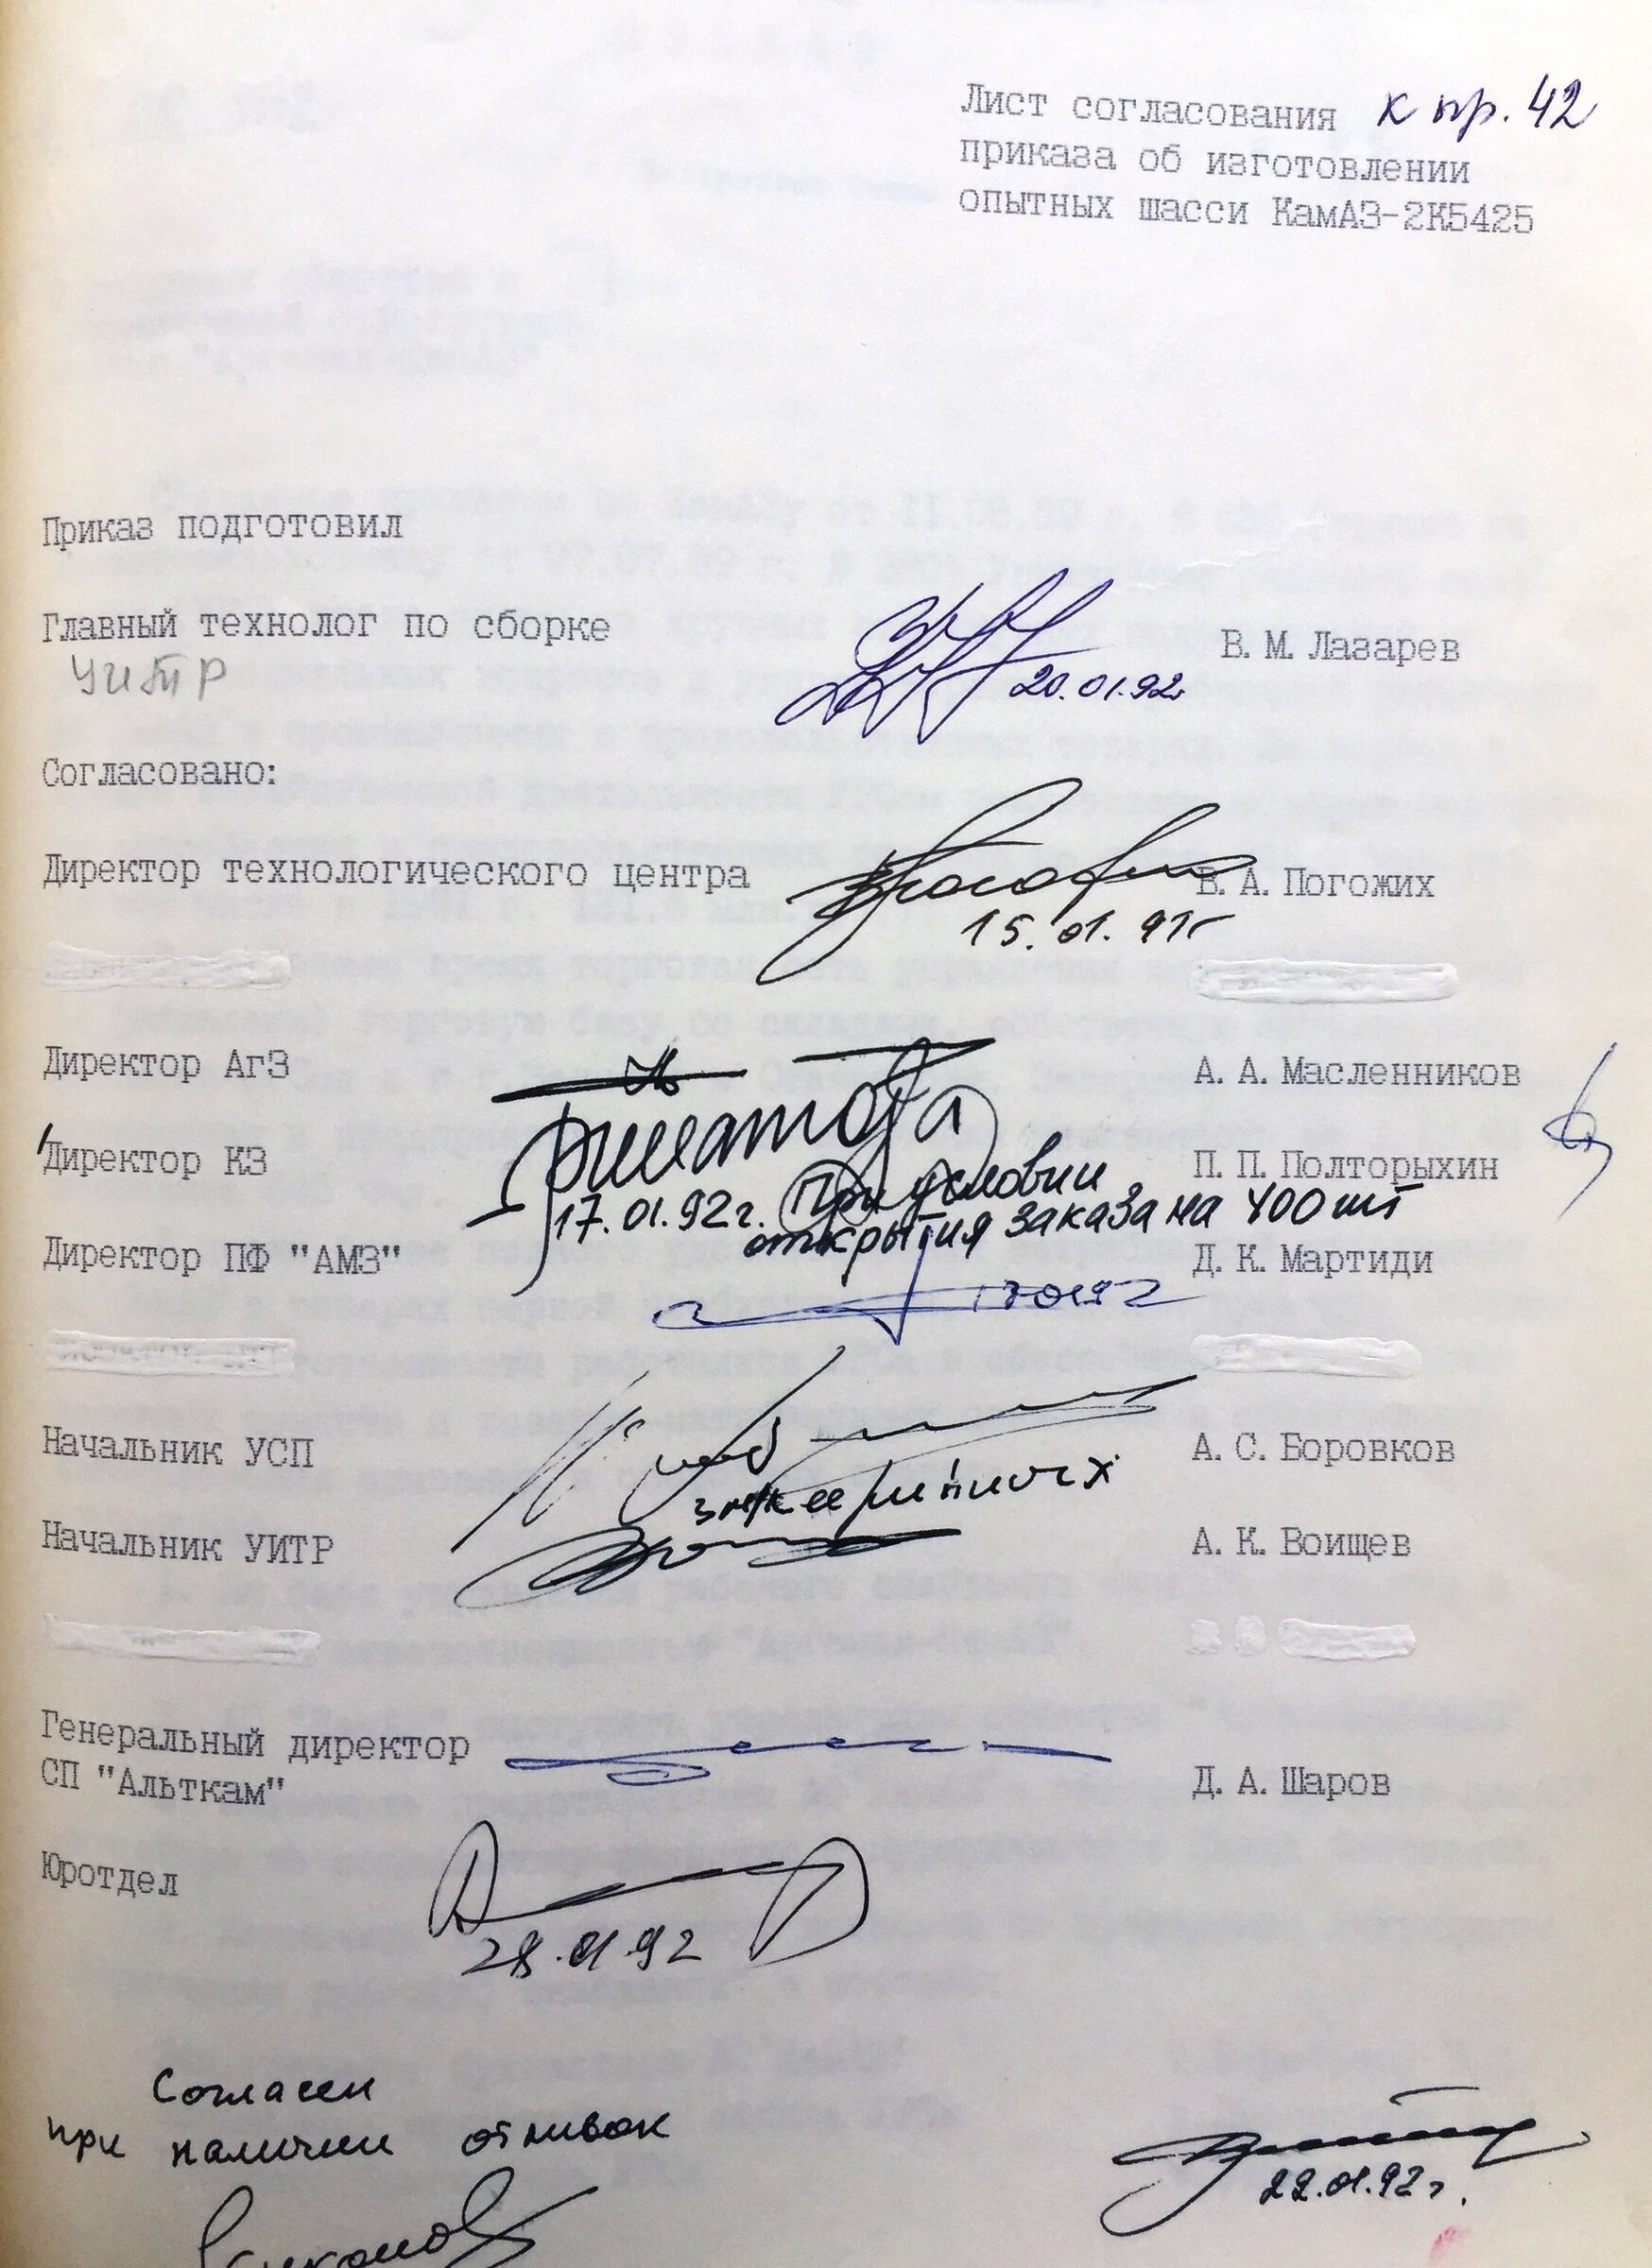 Лист согласования к пр. 42
приказа об изготовлении
опытных шасси КамАЗ-2К5425
Приказ подготовил
Главный технолог по сборке
УИТР
В. М. Лазарев
20.01.92г
Согласовано:
Директор технологического центра
В. А. Погожих
15.01.91г
Директор АгЗ
А. А. Масленников
Директор КЗ
П. П. Полторыхин
17.01.92г. При условии
открытия заказа на 400 шт
Директор ПФ "АМЗ"
Д. К. Мартиди
Начальник УСП
А. С. Боровков
Начальник УИТР
А. К. Воищев
Генеральный директор
СП "Альткам"
Д. А. Шаров
Юротдел
28.01.92
Согласен
при наличии отливок
22.01.92г.